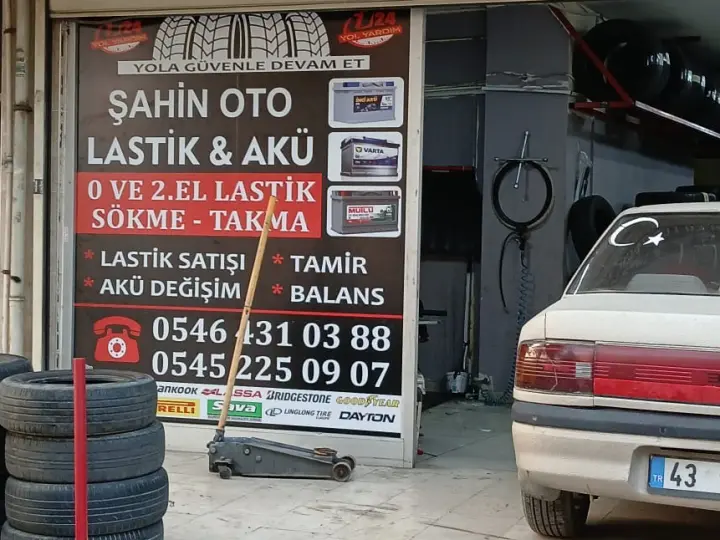 7/24
YOL YARDIM
7/24
YOL YARDIM
YOLA GÜVENLE DEVAM ET
ŞAHİN OTO
LASTİK & AKÜ
VARTA
MUTLU
0 VE 2.EL LASTİK
SÖKME - TAKMA
* LASTİK SATIŞI
* TAMİR
* AKÜ DEĞİŞİM
* BALANS
0546 431 03 88
0545 225 09 07
LASSA
BRIDGESTONE
GOODYEAR
Sava
LINGLONG TIRE
DAYTON
TR
43